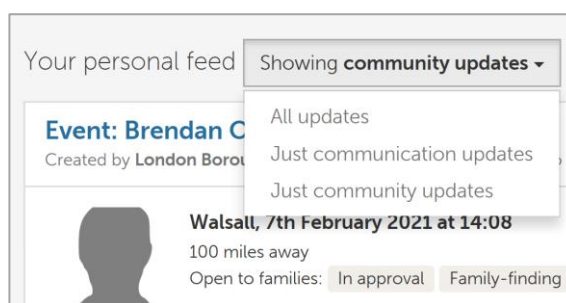 Your personal feed Showing community updates
All updates
Just communication updates
Just community updates
Event: Brendan
Created by London
Walsall, 7th February 2021 at 14:08
100 miles away
Open to families: In approval Family-finding